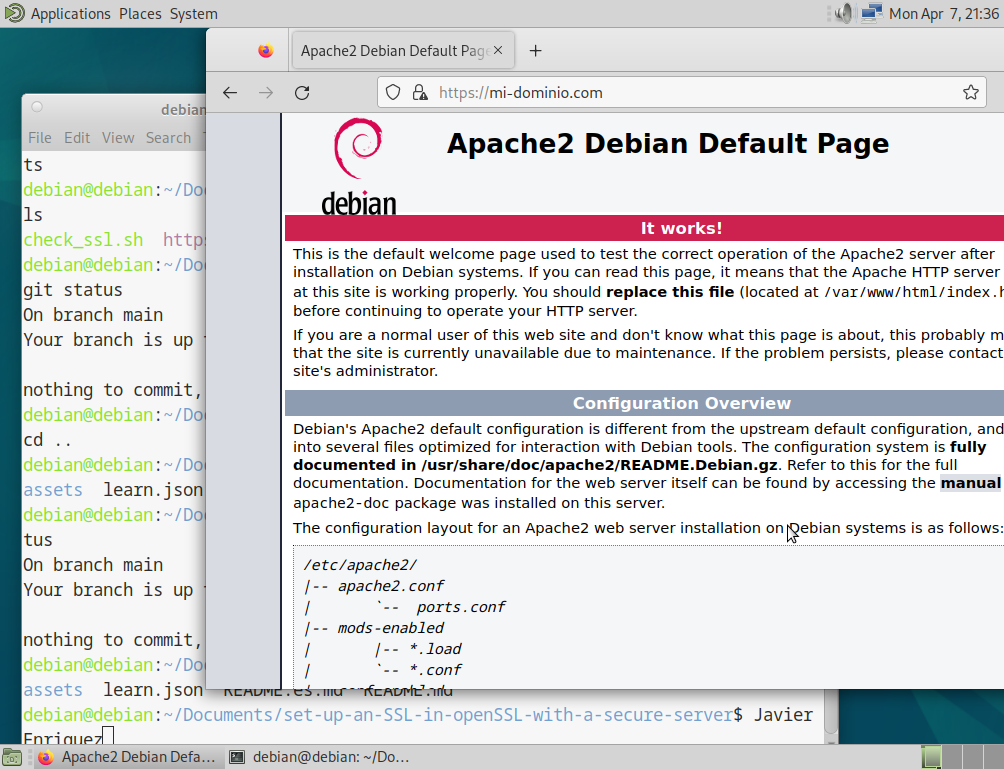 Applications Places System
Mon Apr 7, 21:36
Apache2 Debian Default Page
https://mi-dominio.com
debian
File Edit View Search
ts
debian@debian:~/Do
ls
check_ssl.sh https
debian@debian:~/Do
git status
On branch main
Your branch is up
nothing to commit,
debian@debian:~/Do
cd ..
debian@debian:~/Do
assets learn.json
debian@debian:~/Do
tus
On branch main
Your branch is up
nothing to commit,
debian@debian:~/Do
assets learn.json README.es.md README.md
debian@debian:~/Documents/set-up-an-SSL-in-openSSL-with-a-secure-server$ Javier
Enriquez
debian
Apache2 Debian Default Page
It works!
This is the default welcome page used to test the correct operation of the Apache2 server after
installation on Debian systems. If you can read this page, it means that the Apache HTTP server
at this site is working properly. You should replace this file (located at /var/www/html/index.h
before continuing to operate your HTTP server.
If you are a normal user of this web site and don't know what this page is about, this probably m
that the site is currently unavailable due to maintenance. If the problem persists, please contact
site's administrator.
Configuration Overview
Debian's Apache2 default configuration is different from the upstream default configuration, and
into several files optimized for interaction with Debian tools. The configuration system is fully
documented in /usr/share/doc/apache2/README.Debian.gz. Refer to this for the full
documentation. Documentation for the web server itself can be found by accessing the manual
apache2-doc package was installed on this server.
The configuration layout for an Apache2 web server installation on Debian systems is as follows:
/etc/apache2/
|-- apache2.conf
|       `--  ports.conf
|-- mods-enabled
|       |-- *.load
|       `-- *.conf
Apache2 Debian Defa...
debian@debian: ~/Do...